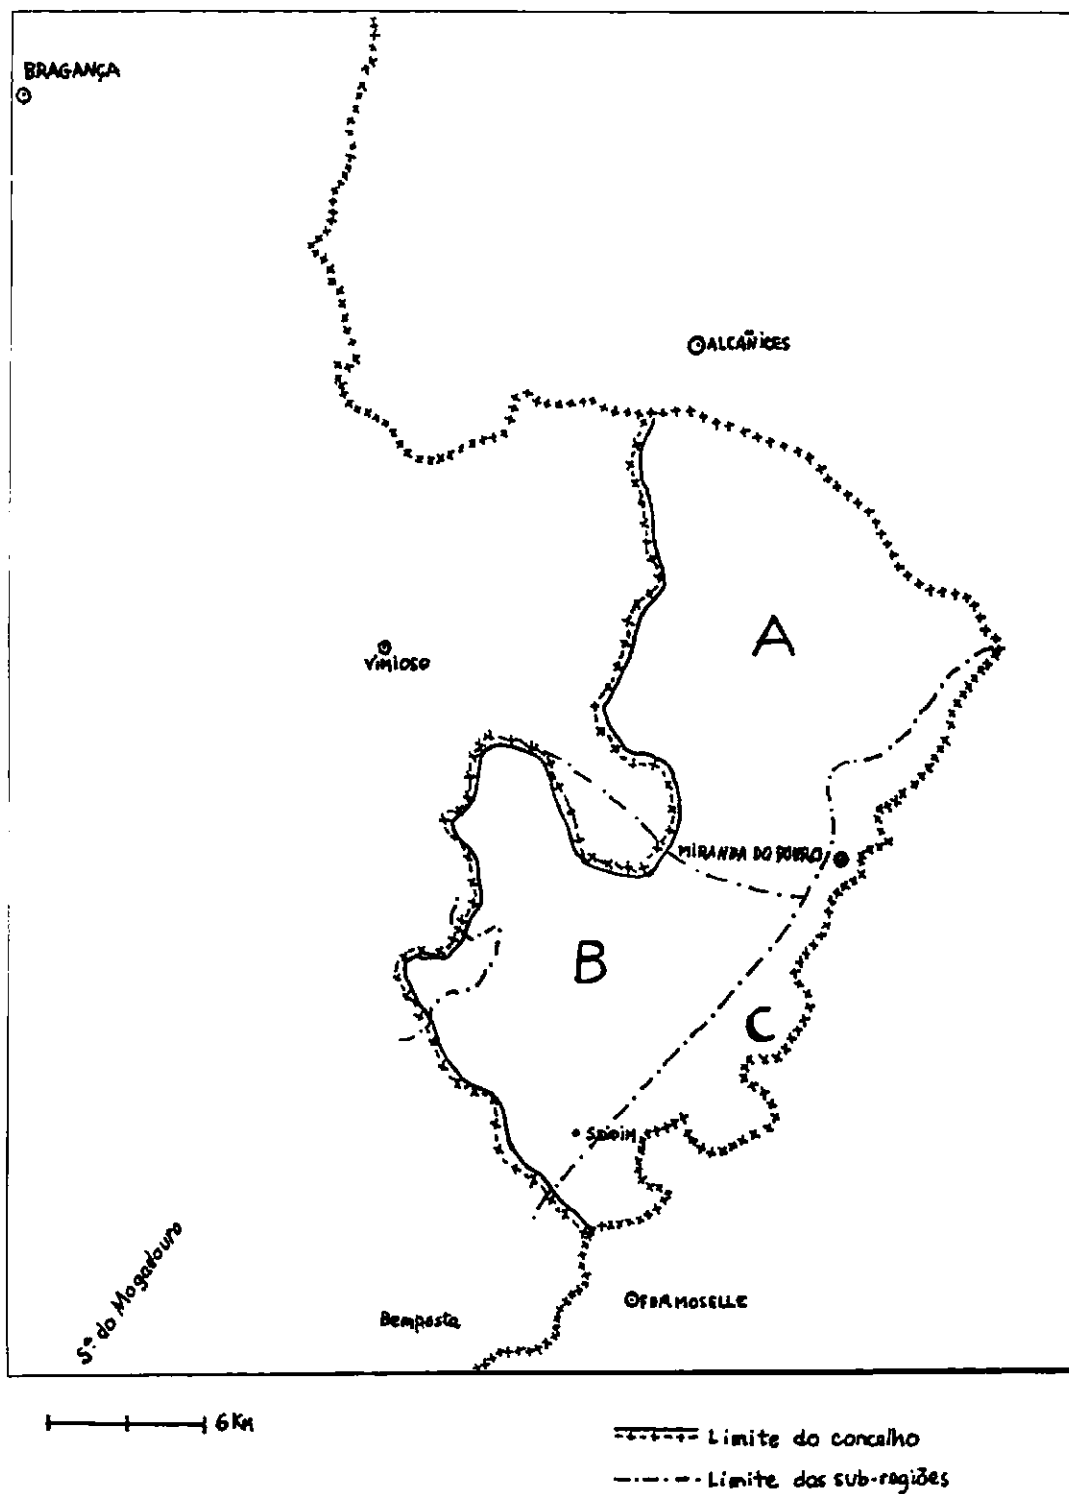 BRAGANÇA
ALCAÑICES
A
VIMIOSO
MIRANDA DO DOURO
B
C
SENDIM
FERMOSELLE
Bemposta
Sª do Mogadouro
6 Km
Limite do concelho
Limite das sub-regiões